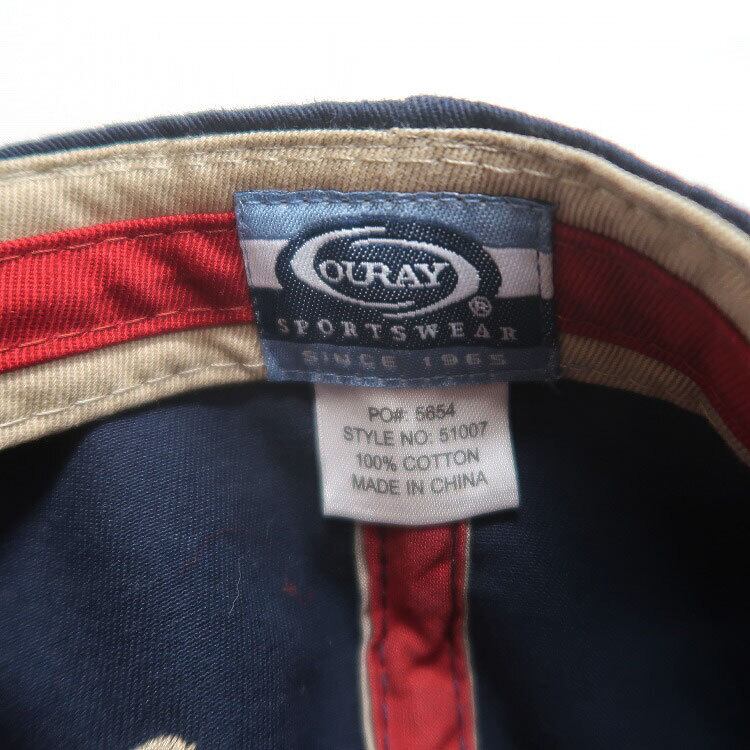 OURAY®
SPORTSWEAR
SINCE 1965
PO#: 5654
STYLE NO: 51007
100% COTTON
MADE IN CHINA